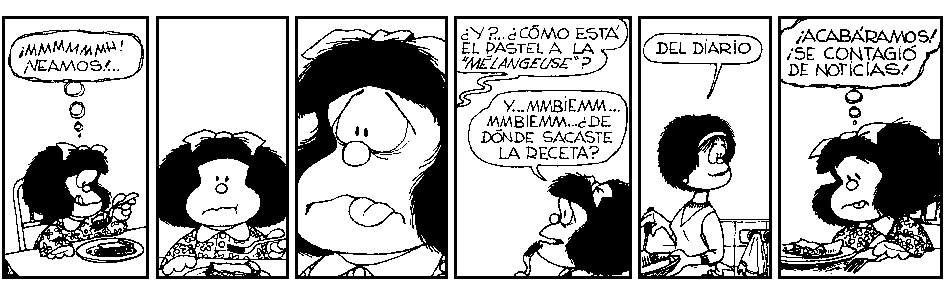 ¡MMMMMMH!
¡VEAMOS!..
¿Y?...¿CÓMO ESTÁ
EL PASTEL A LA
"MÉLANGEUSE"?
Y... MMBIEMM...
MMBIEMM...¿DE
DÓNDE SACASTE
LA RECETA?
DEL DIARIO
¡ACABÁRAMOS!
¡SE CONTAGIÓ
DE NOTICIAS!